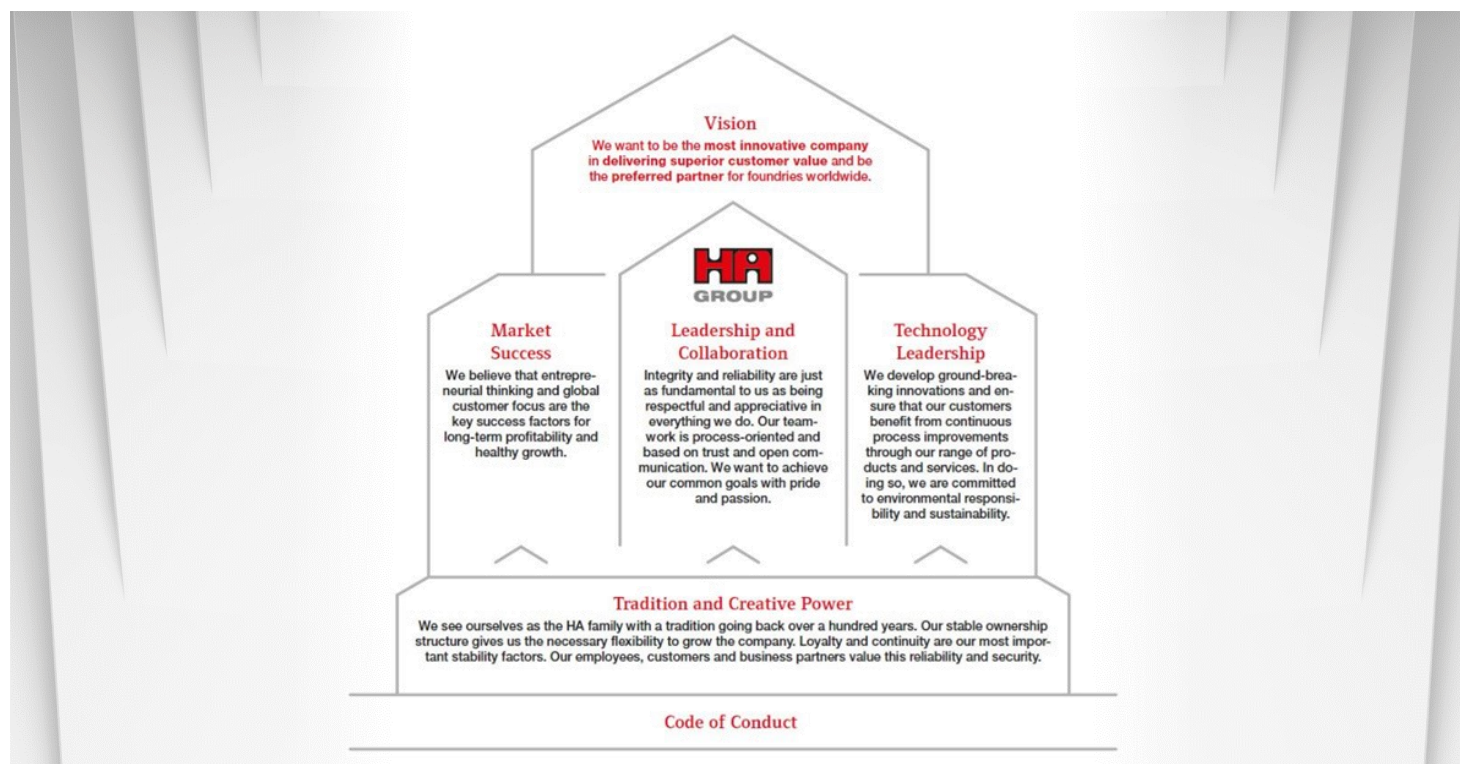 Vision
We want to be the most innovative company
in delivering superior customer value and be
the preferred partner for foundries worldwide.
HA
GROUP
Market
Success
We believe that entrepre-
neurial thinking and global
customer focus are the
key success factors for
long-term profitability and
healthy growth.
Leadership and
Collaboration
Integrity and reliability are just
as fundamental to us as being
respectful and appreciative in
everything we do. Our team-
work is process-oriented and
based on trust and open com-
munication. We want to achieve
our common goals with pride
and passion.
Technology
Leadership
We develop ground-brea-
king innovations and en-
sure that our customers
benefit from continuous
process improvements
through our range of pro-
ducts and services. In do-
ing so, we are committed
to environmental responsi-
bility and sustainability.
Tradition and Creative Power
We see ourselves as the HA family with a tradition going back over a hundred years. Our stable ownership
structure gives us the necessary flexibility to grow the company. Loyalty and continuity are our most impor-
tant stability factors. Our employees, customers and business partners value this reliability and security.
Code of Conduct